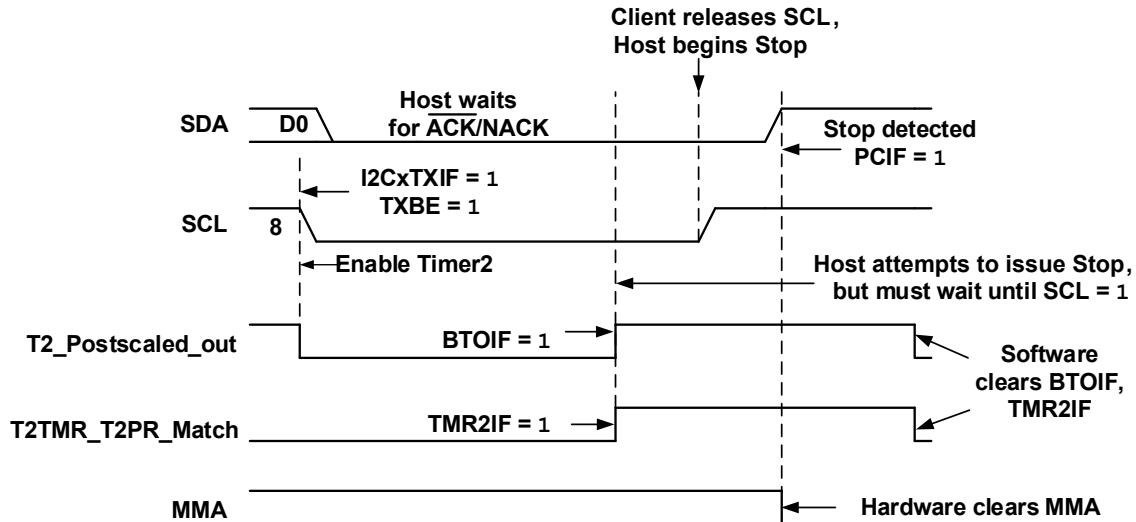 Client releases SCL,
Host begins Stop
SDA
D0
Host waits
for A̅C̅K̅/NACK
Stop detected
PCIF = 1
I2CxTXIF = 1
TXBE = 1
SCL
8
Enable Timer2
Host attempts to issue Stop,
but must wait until SCL = 1
T2_Postscaled_out
BTOIF = 1
Software
clears BTOIF,
TMR2IF
T2TMR_T2PR_Match
TMR2IF = 1
MMA
Hardware clears MMA